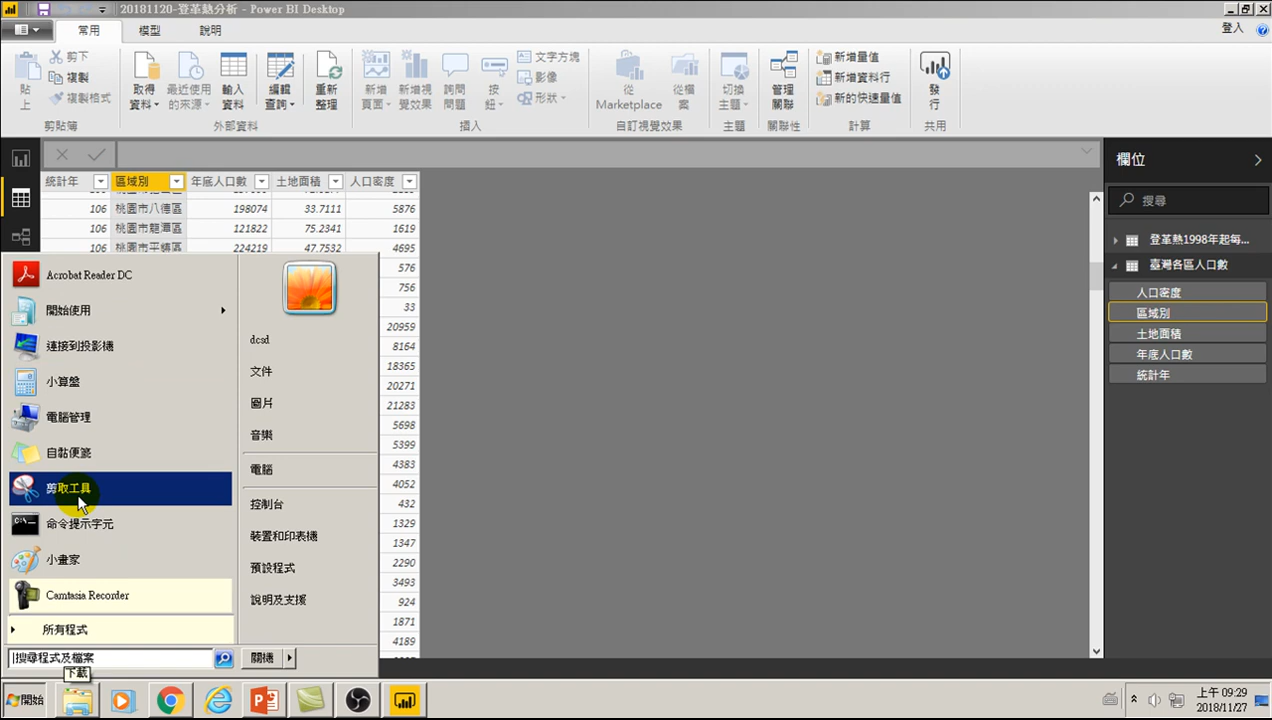 20181120-登革熱分析 - Power BI Desktop
常用 模型 說明
登入
貼上
剪下
複製
複製格式
剪貼簿
取得資料
最近使用的來源
輸入資料
編輯查詢
重新整理
外部資料
新增頁面
新增視覺效果
詢問問題
按鈕
文字方塊
影像
形狀
插入
從 Marketplace
從檔案
自訂視覺效果
切換主題
主題
管理關聯
關聯性
新增量值
新增資料行
新的快速量值
計算
發行
共用
統計年 區域別 年底人口數 土地面積 人口密度
106 桃園市八德區 198074 33.7111 5876
106 桃園市龍潭區 121822 75.2341 1619
106 桃園市平鎮區 224219 47.7532 4695
576
756
33
20959
8164
18365
20271
21283
5698
5399
4383
4052
432
1329
1347
2290
3493
924
1871
4189
欄位
搜尋
登革熱1998年起每...
臺灣各區人口數
人口密度
區域別
土地面積
年底人口數
統計年
Acrobat Reader DC
開始使用
連接到投影機
小算盤
電腦管理
自黏便箋
剪取工具
命令提示字元
小畫家
Camtasia Recorder
所有程式
搜尋程式及檔案
下載
dcsd
文件
圖片
音樂
電腦
控制台
裝置和印表機
預設程式
說明及支援
關機
開始
上午 09:29
2018/11/27